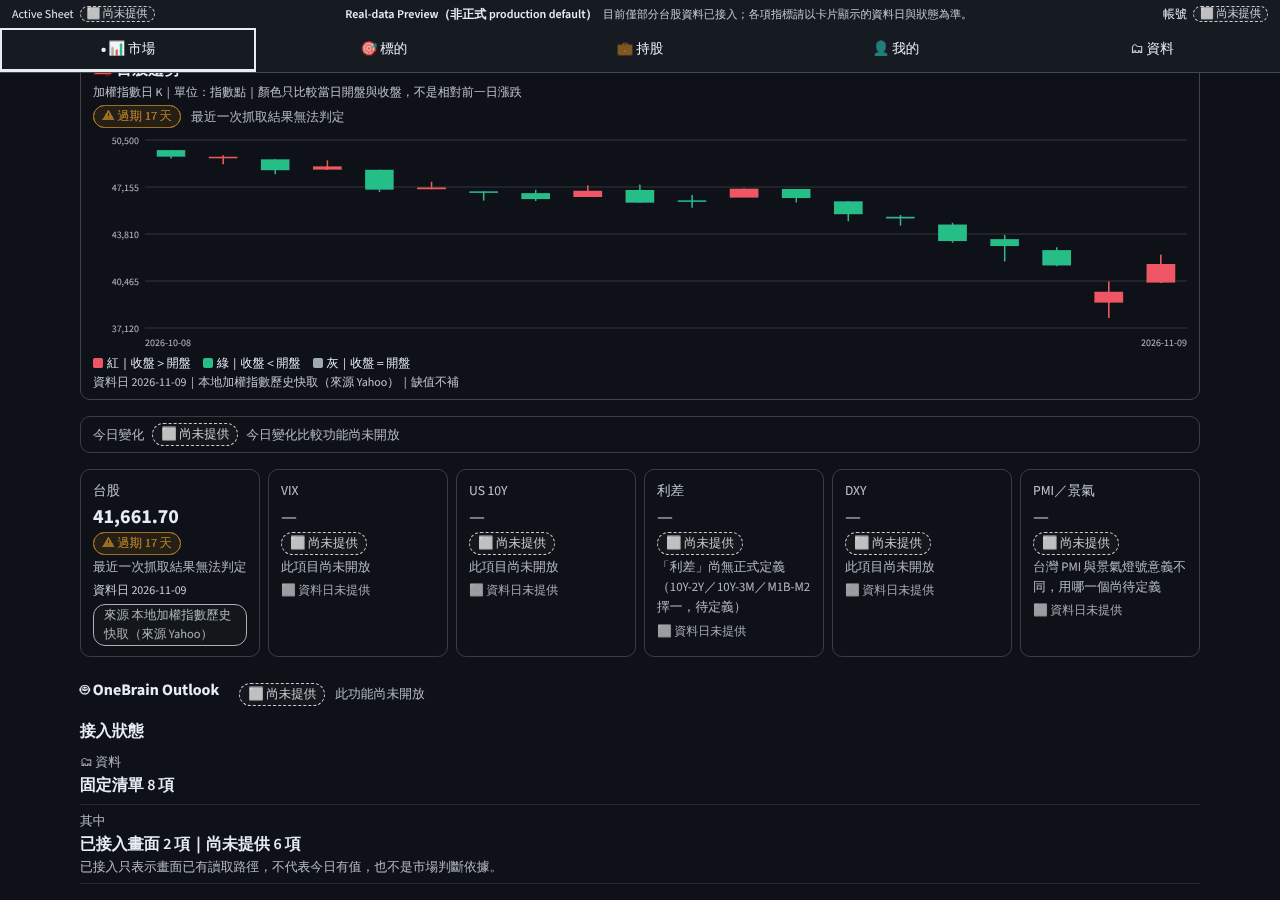 Active Sheet ⬜ 尚未提供
Real-data Preview（非正式 production default） 目前僅部分台股資料已接入；各項指標請以卡片顯示的資料日與狀態為準。
帳號 ⬜ 尚未提供
• 📊 市場
🎯 標的
💼 持股
👤 我的
🗂 資料
加權指數日 K｜單位：指數點｜顏色只比較當日開盤與收盤，不是相對前一日漲跌
⚠ 過期 17 天 最近一次抓取結果無法判定
50,500
47,155
43,810
40,465
37,120
2026-10-08
2026-11-09
紅｜收盤＞開盤 綠｜收盤＜開盤 灰｜收盤＝開盤
資料日 2026-11-09｜本地加權指數歷史快取（來源 Yahoo）｜缺值不補
今日變化 ⬜ 尚未提供 今日變化比較功能尚未開放
台股
41,661.70
⚠ 過期 17 天
最近一次抓取結果無法判定
資料日 2026-11-09
來源 本地加權指數歷史
快取（來源 Yahoo）
VIX
—
⬜ 尚未提供
此項目尚未開放
⬜ 資料日未提供
US 10Y
—
⬜ 尚未提供
此項目尚未開放
⬜ 資料日未提供
利差
—
⬜ 尚未提供
「利差」尚無正式定義
（10Y-2Y／10Y-3M／M1B-M2
擇一，待定義）
⬜ 資料日未提供
DXY
—
⬜ 尚未提供
此項目尚未開放
⬜ 資料日未提供
PMI／景氣
—
⬜ 尚未提供
台灣 PMI 與景氣燈號意義不
同，用哪一個尚待定義
⬜ 資料日未提供
OneBrain Outlook ⬜ 尚未提供 此功能尚未開放
接入狀態
🗂 資料
固定清單 8 項
其中
已接入畫面 2 項｜尚未提供 6 項
已接入只表示畫面已有讀取路徑，不代表今日有值，也不是市場判斷依據。